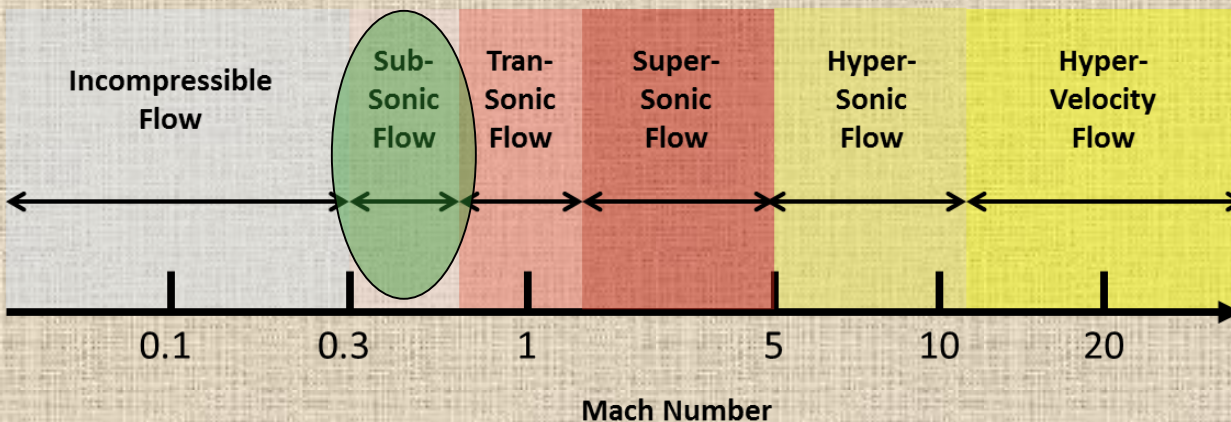 Incompressible
Flow
Sub-
Sonic
Flow
Tran-
Sonic
Flow
Super-
Sonic
Flow
Hyper-
Sonic
Flow
Hyper-
Velocity
Flow
0.1
0.3
1
5
10
20
Mach Number